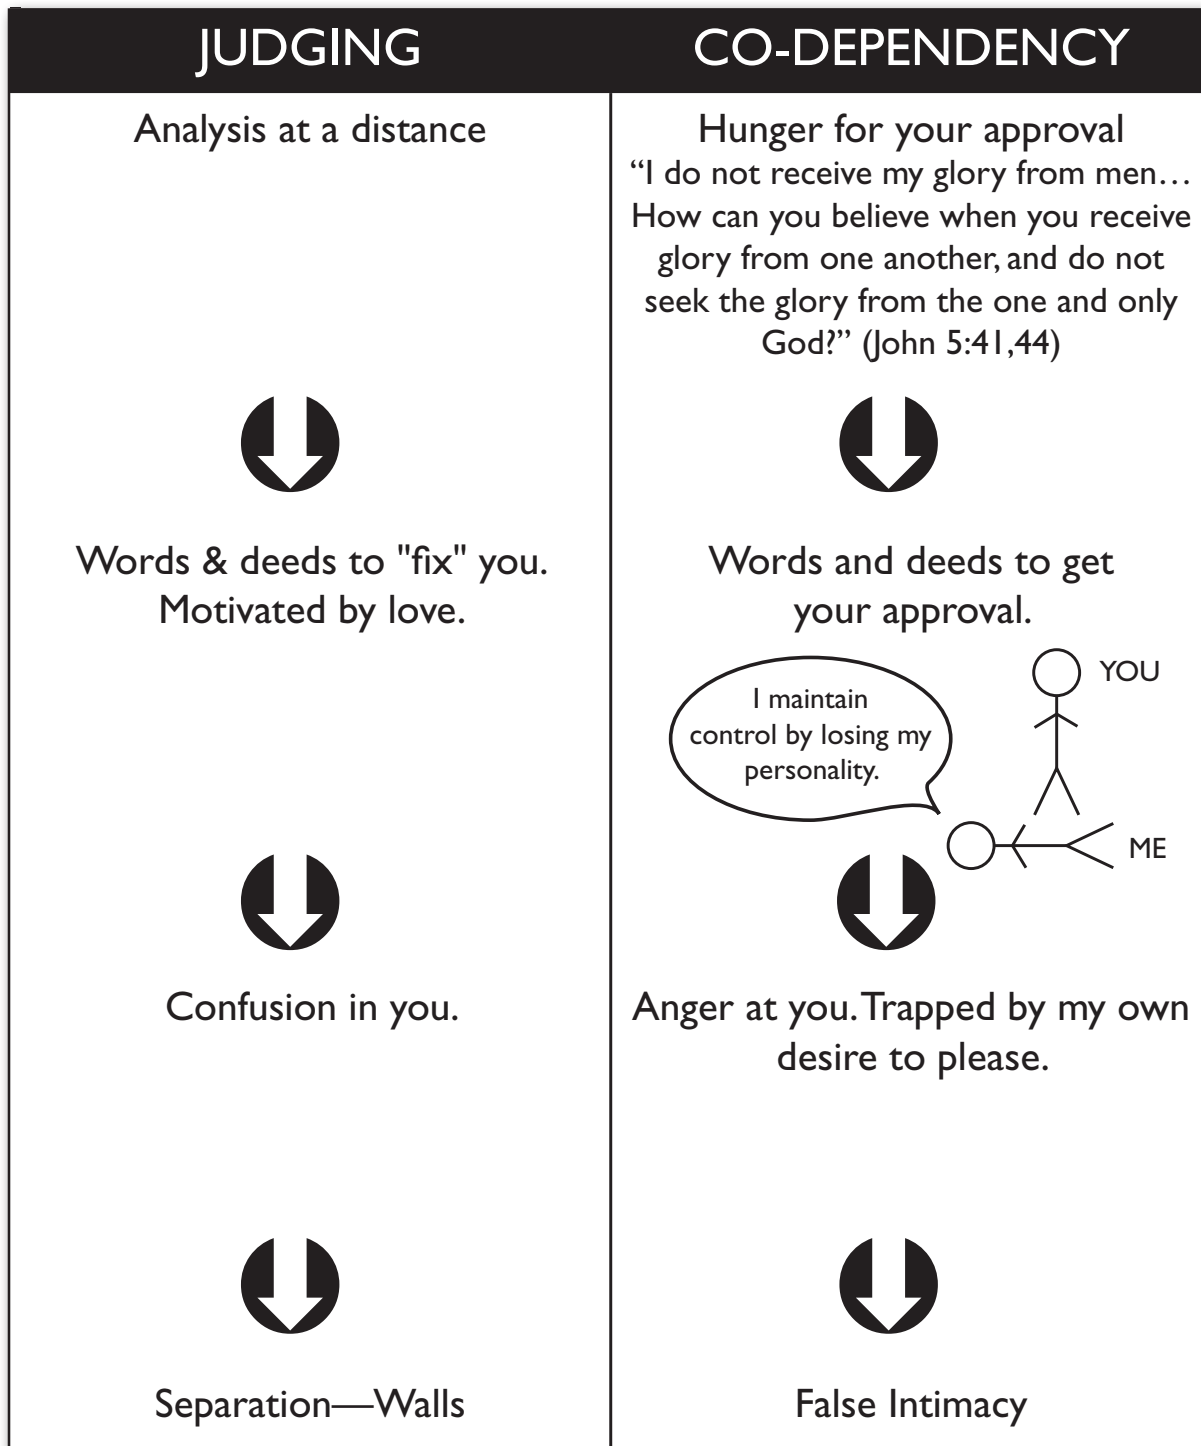 JUDGING
Analysis at a distance
Words & deeds to "fix" you.
Motivated by love.
Confusion in you.
Separation—Walls
CO-DEPENDENCY
Hunger for your approval
“I do not receive my glory from men…
How can you believe when you receive
glory from one another, and do not
seek the glory from the one and only
God?” (John 5:41,44)
Words and deeds to get
your approval.
I maintain
control by losing my
personality.
YOU
ME
Anger at you. Trapped by my own
desire to please.
False Intimacy